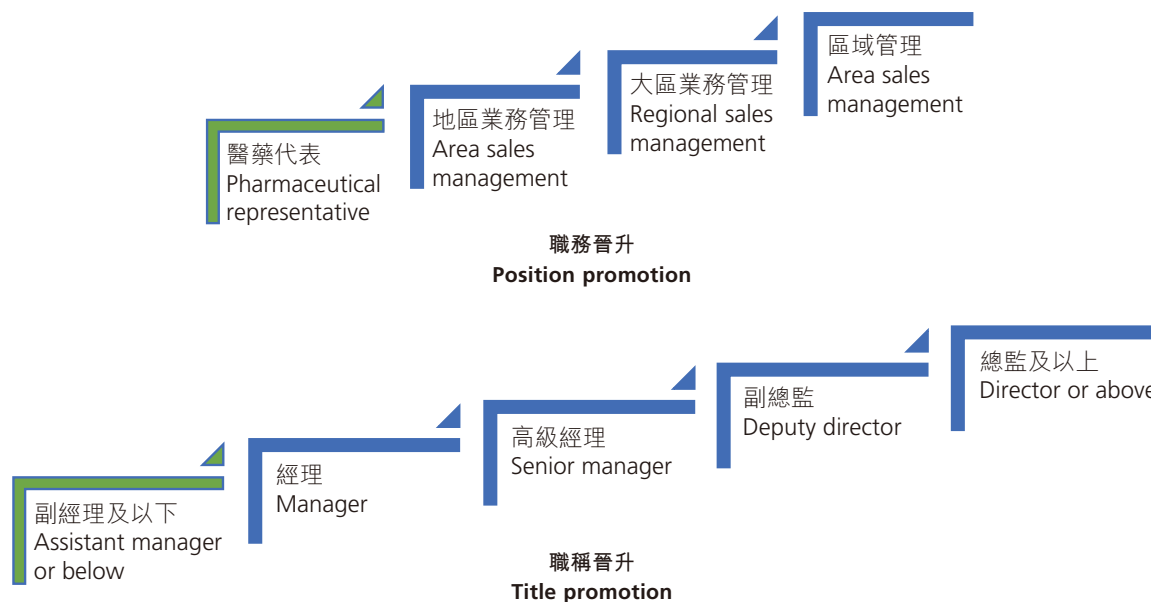 醫藥代表
Pharmaceutical
representative
地區業務管理
Area sales
management
大區業務管理
Regional sales
management
區域管理
Area sales
management
職務晉升
Position promotion
副經理及以下
Assistant manager
or below
經理
Manager
高級經理
Senior manager
副總監
Deputy director
總監及以上
Director or above
職稱晉升
Title promotion